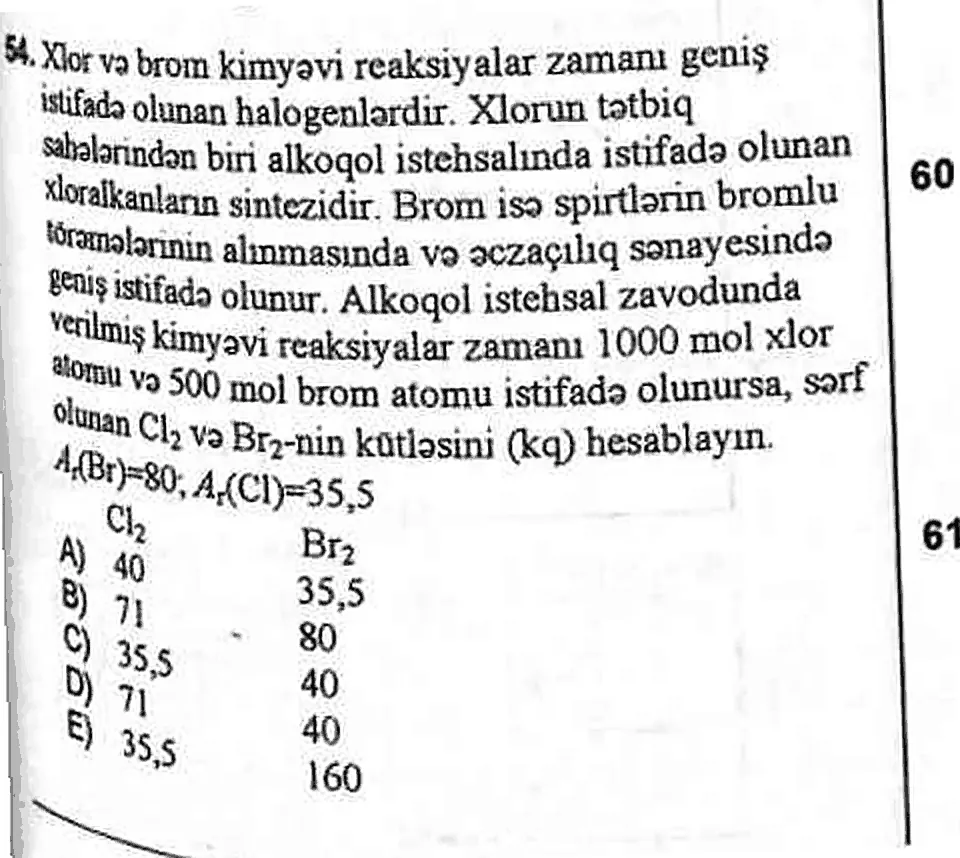 54. Xlor və brom kimyəvi reaksiyalar zamanı geniş
istifadə olunan halogenlərdir. Xlorun tətbiq
sahələrindən biri alkoqol istehsalında istifadə olunan
xloralkanların sintezidir. Brom isə spirtlərin bromlu
törəmələrinin alınmasında və əczaçılıq sənayesində
geniş istifadə olunur. Alkoqol istehsal zavodunda
verilmiş kimyəvi reaksiyalar zamanı 1000 mol xlor
atomu və 500 mol brom atomu istifadə olunursa, sərf
olunan Cl₂ və Br₂-nin kütləsini (kq) hesablayın.
Aᵣ(Br)=80; Aᵣ(Cl)=35,5
Cl₂ Br₂
A) 40 35,5
B) 71 80
C) 35,5 40
D) 71 40
E) 35,5 160
60
61